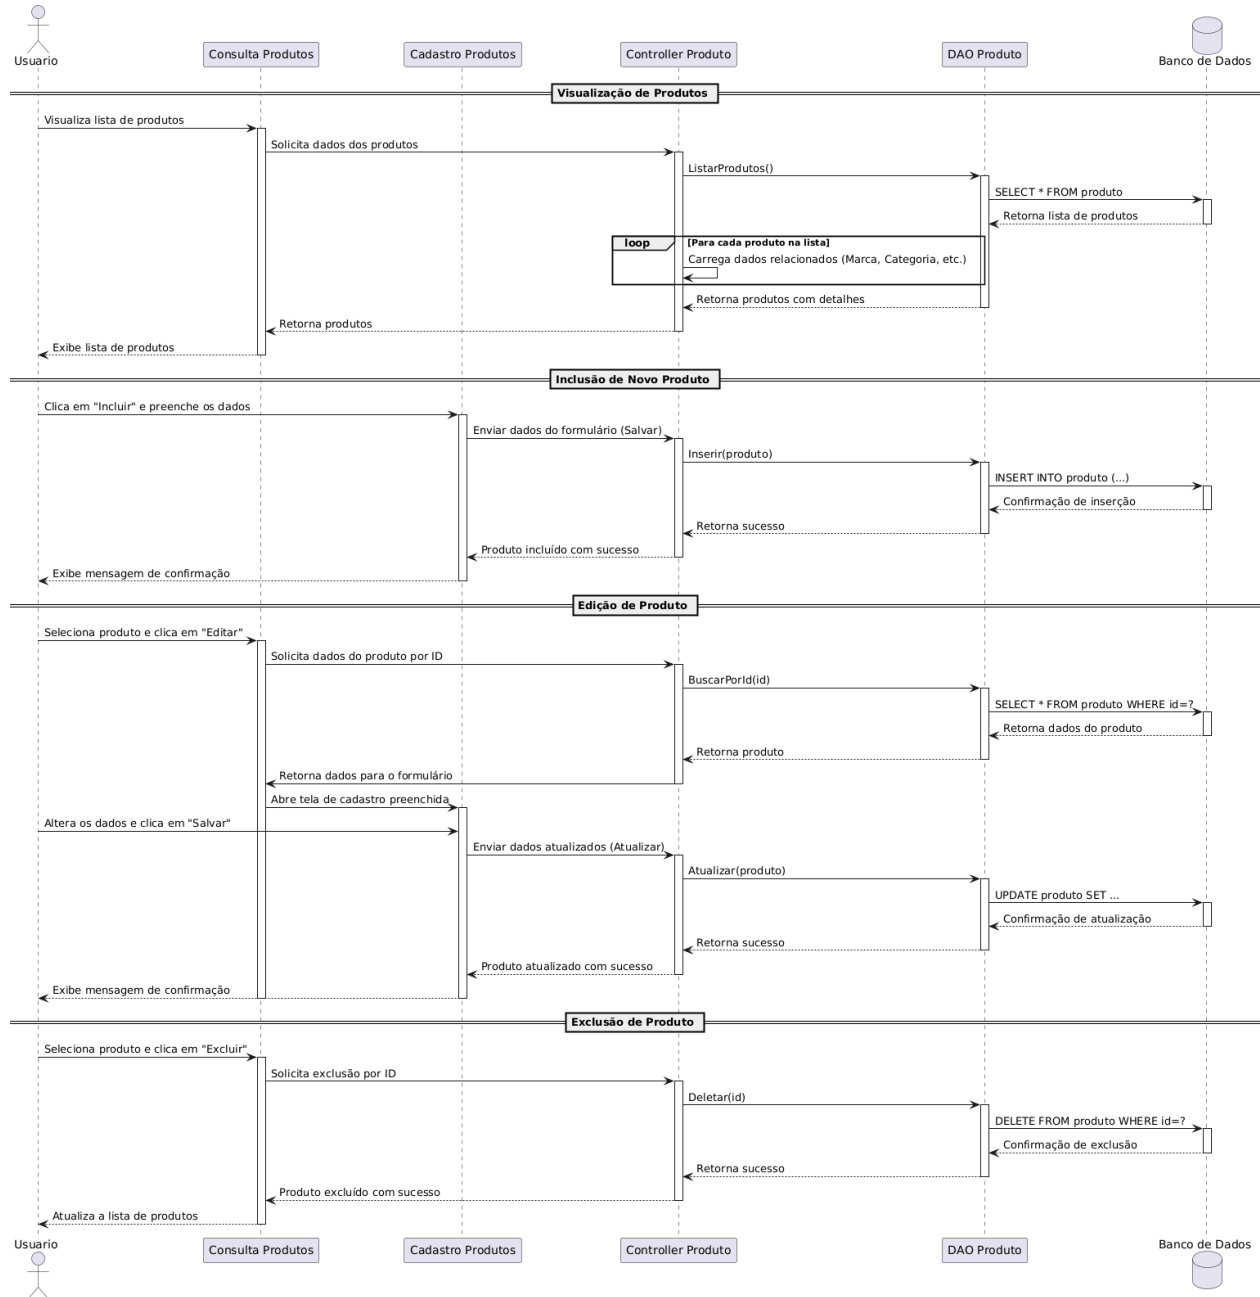 Usuario
Consulta Produtos
Cadastro Produtos
Controller Produto
DAO Produto
Banco de Dados
Visualização de Produtos
Visualiza lista de produtos
Solicita dados dos produtos
ListarProdutos()
SELECT * FROM produto
Retorna lista de produtos
loop [Para cada produto na lista]
Carrega dados relacionados (Marca, Categoria, etc.)
Retorna produtos com detalhes
Retorna produtos
Exibe lista de produtos
Inclusão de Novo Produto
Clica em "Incluir" e preenche os dados
Enviar dados do formulário (Salvar)
Inserir(produto)
INSERT INTO produto (...)
Confirmação de inserção
Retorna sucesso
Produto incluído com sucesso
Exibe mensagem de confirmação
Edição de Produto
Seleciona produto e clica em "Editar"
Solicita dados do produto por ID
BuscarPorId(id)
SELECT * FROM produto WHERE id=?
Retorna dados do produto
Retorna produto
Retorna dados para o formulário
Abre tela de cadastro preenchida
Altera os dados e clica em "Salvar"
Enviar dados atualizados (Atualizar)
Atualizar(produto)
UPDATE produto SET ...
Confirmação de atualização
Retorna sucesso
Produto atualizado com sucesso
Exibe mensagem de confirmação
Exclusão de Produto
Seleciona produto e clica em "Excluir"
Solicita exclusão por ID
Deletar(id)
DELETE FROM produto WHERE id=?
Confirmação de exclusão
Retorna sucesso
Produto excluído com sucesso
Atualiza a lista de produtos
Usuario
Consulta Produtos
Cadastro Produtos
Controller Produto
DAO Produto
Banco de Dados